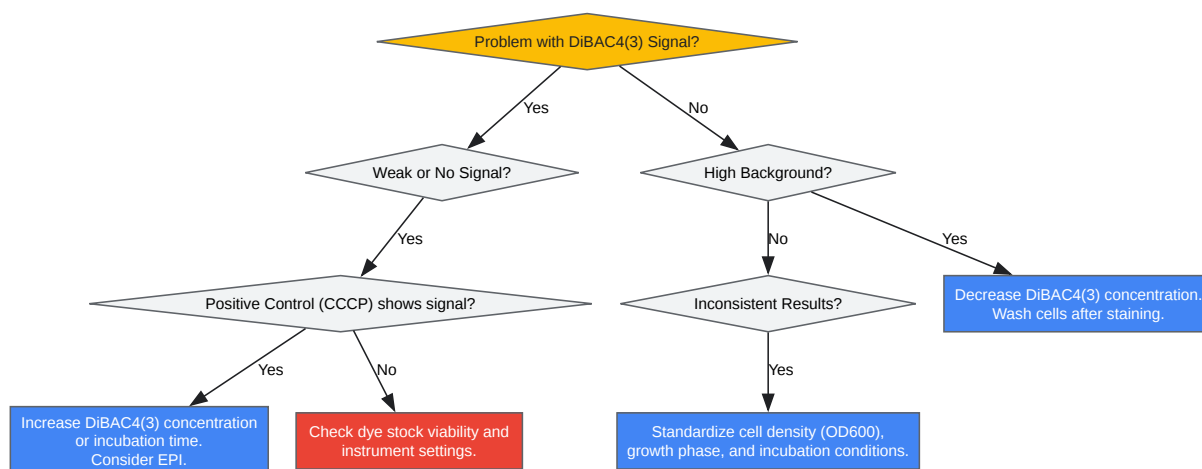 Problem with DiBAC4(3) Signal?
Yes
No
Weak or No Signal?
High Background?
Yes
No
Yes
Positive Control (CCCP) shows signal?
Inconsistent Results?
Decrease DiBAC4(3) concentration.
Wash cells after staining.
Yes
No
Yes
Increase DiBAC4(3) concentration
or incubation time.
Consider EPI.
Check dye stock viability and
instrument settings.
Standardize cell density (OD600),
growth phase, and incubation conditions.